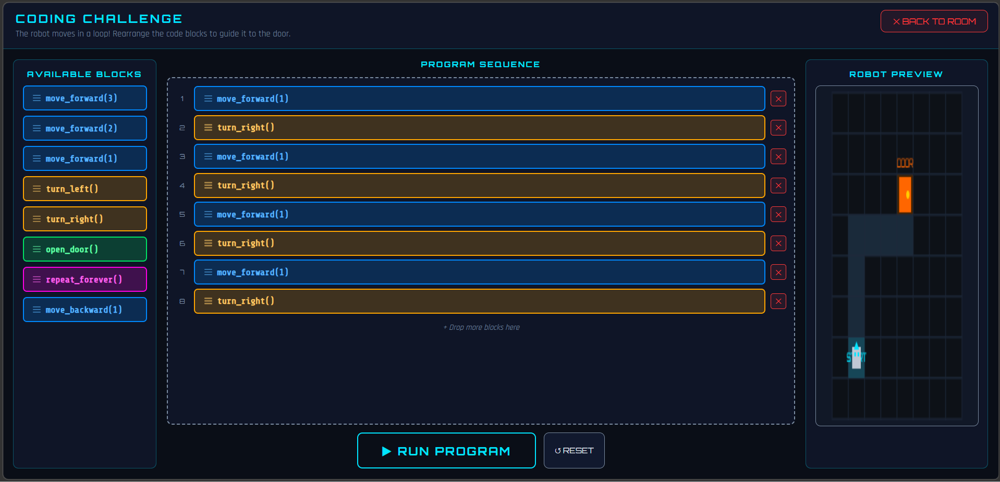 CODING CHALLENGE
The robot moves in a loop! Rearrange the code blocks to guide it to the door.
× BACK TO ROOM
AVAILABLE BLOCKS
move_forward(3)
move_forward(2)
move_forward(1)
turn_left()
turn_right()
open_door()
repeat_forever()
move_backward(1)
PROGRAM SEQUENCE
1 move_forward(1) ×
2 turn_right() ×
3 move_forward(1) ×
4 turn_right() ×
5 move_forward(1) ×
6 turn_right() ×
7 move_forward(1) ×
8 turn_right() ×
+ Drop more blocks here
▶ RUN PROGRAM
↺ RESET
ROBOT PREVIEW
DOOR
START